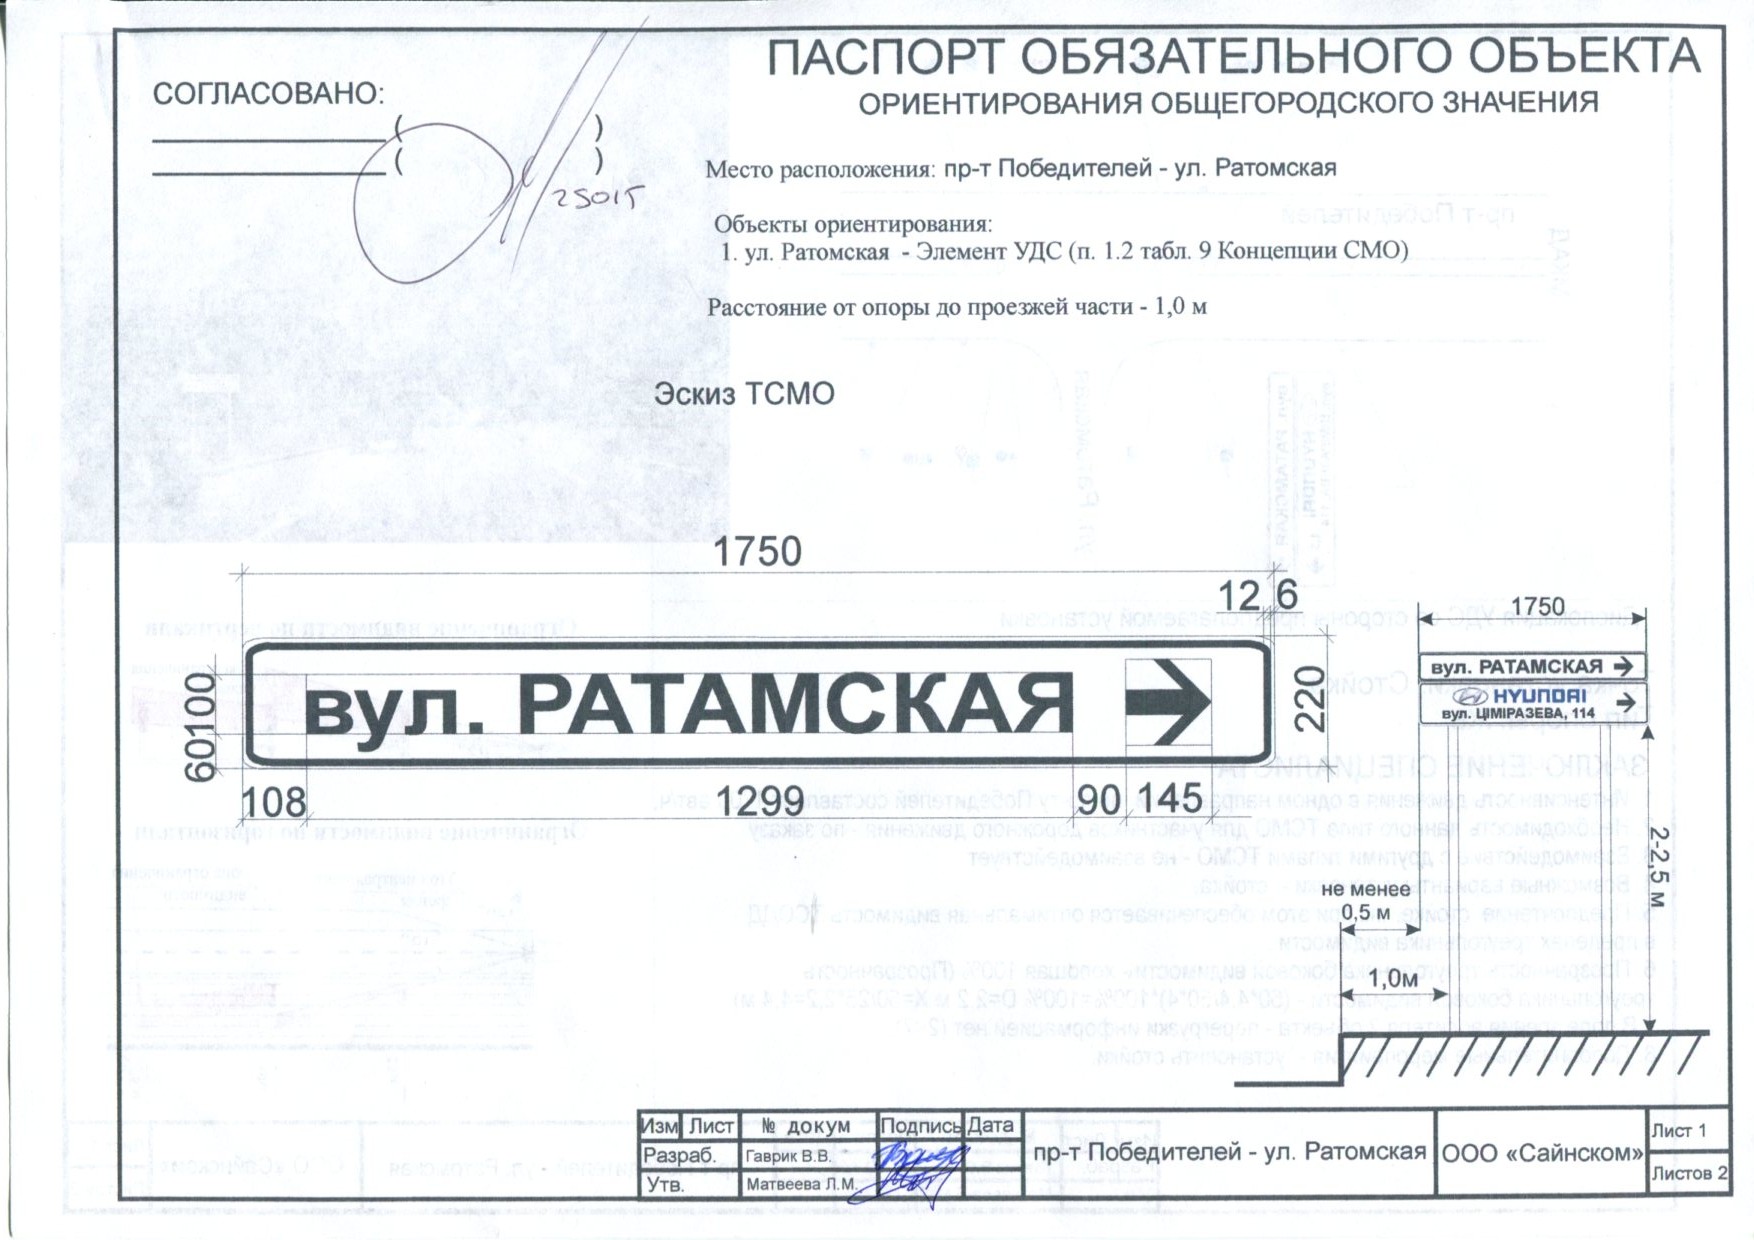 ПАСПОРТ ОБЯЗАТЕЛЬНОГО ОБЪЕКТА
ОРИЕНТИРОВАНИЯ ОБЩЕГОРОДСКОГО ЗНАЧЕНИЯ
СОГЛАСОВАНО:
( )
( )
25015
Место расположения: пр-т Победителей - ул. Ратомская
Объекты ориентирования:
1. ул. Ратомская - Элемент УДС (п. 1.2 табл. 9 Концепции СМО)
Расстояние от опоры до проезжей части - 1,0 м
Эскиз ТСМО
1750
12 6
вул. РАТАМСКАЯ
60 100
220
108 1299 90 145
1750
вул. РАТАМСКАЯ
HYUNDAI
вул. ЦІМІРАЗЕВА, 114
2-2,5 м
не менее
0,5 м
1,0м
Изм Лист № докум Подпись Дата
Разраб. Гаврик В.В.
Утв. Матвеева Л.М.
пр-т Победителей - ул. Ратомская
ООО «Сайнском»
Лист 1
Листов 2